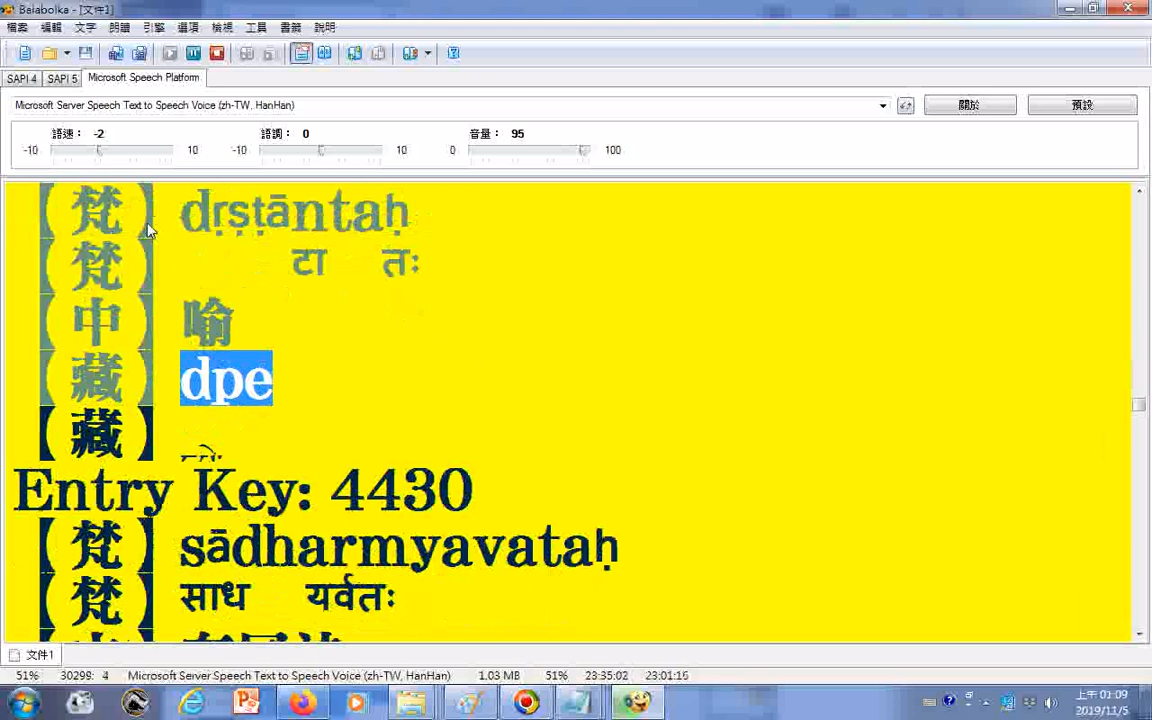 Balabolka - [文件1]
檔案 編輯 文字 朗讀 引擎 選項 檢視 工具 書籤 說明
SAPI 4 SAPI 5 Microsoft Speech Platform
Microsoft Server Speech Text to Speech Voice (zh-TW, HanHan) 關於 預設
語速: -2 語調: 0 音量: 95
-10 10 -10 10 0 100
【梵】 dṛṣṭāntaḥ
【梵】 टा तः
【中】 喻
【藏】 dpe
【藏】
Entry Key: 4430
【梵】 sādharmyavataḥ
【梵】 साध यर्वतः
文件1
51% 30299: 4 Microsoft Server Speech Text to Speech Voice (zh-TW, HanHan) 1.03 MB 51% 23:35:02 23:01:16
上午 01:09
2019/11/5